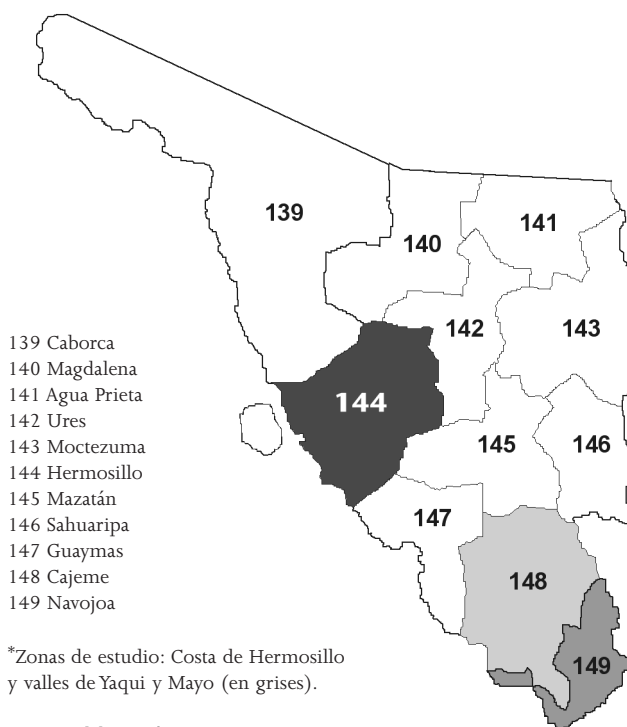 139
140
141
142
143
144
145
146
147
148
149
139 Caborca
140 Magdalena
141 Agua Prieta
142 Ures
143 Moctezuma
144 Hermosillo
145 Mazatán
146 Sahuaripa
147 Guaymas
148 Cajeme
149 Navojoa
*Zonas de estudio: Costa de Hermosillo
y valles de Yaqui y Mayo (en grises).